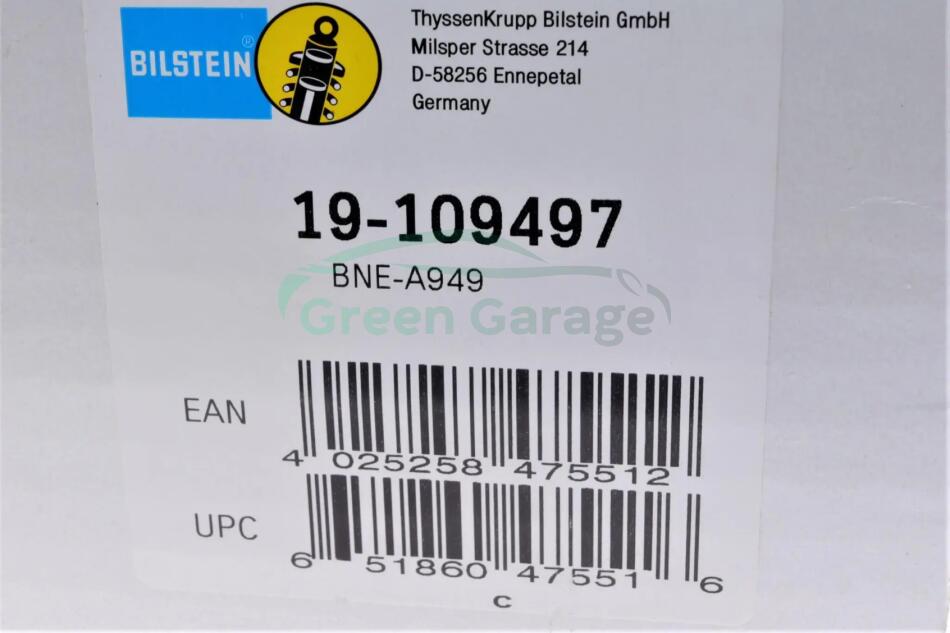 BILSTEIN®
ThyssenKrupp Bilstein GmbH
Milsper Strasse 214
D-58256 Ennepetal
Germany
19-109497
BNE-A949
Green Garage
EAN
4 025258 475512
UPC
6 51860 47551 6
c